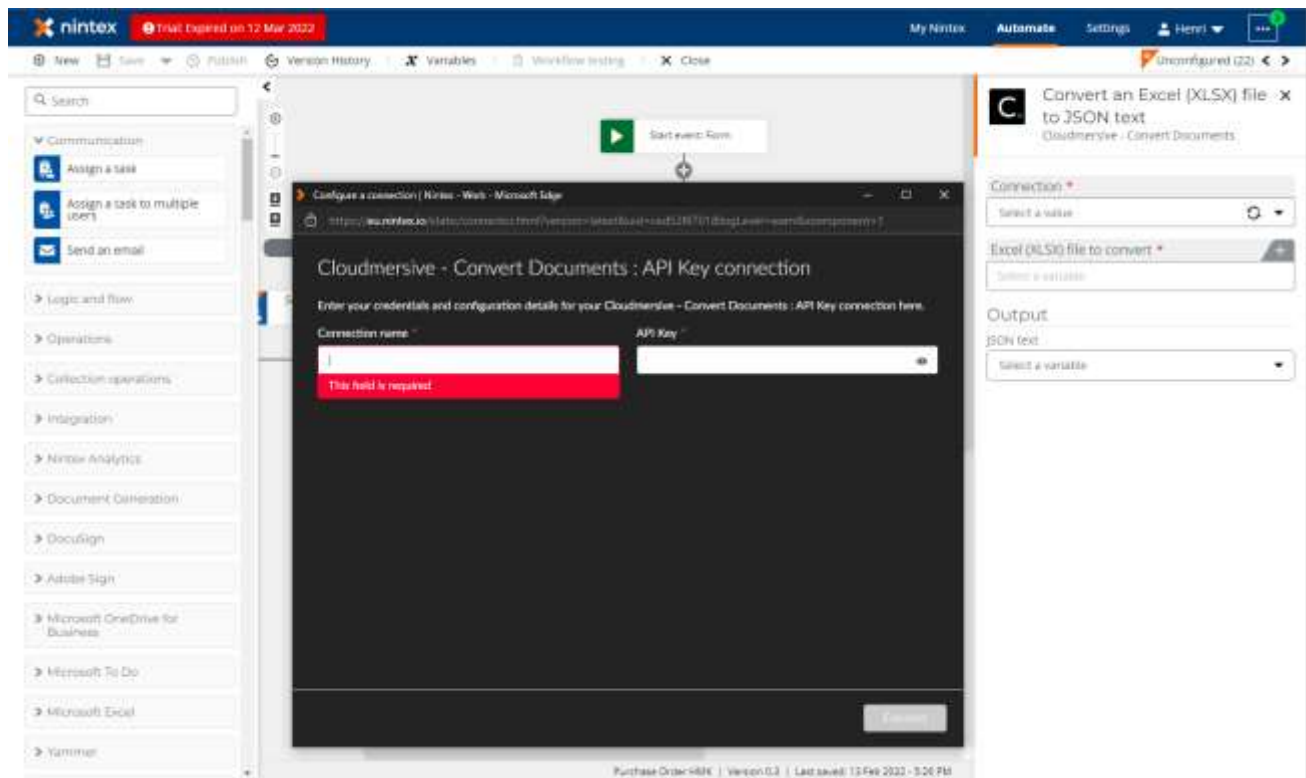 nintex
Trial Expired on 12 Mar 2022
My Nintex
Automate
Settings
Henri
New
Save
Publish
Version History
Variables
Workflow testing
Close
Unconfigured (22)
Search
Communication
Assign a task
Assign a task to multiple
users
Send an email
Logic and flow
Operations
Collection operations
Integration
Nintex Analytics
Document Generation
DocuSign
Adobe Sign
Microsoft OneDrive for
Business
Microsoft To Do
Microsoft Excel
Yammer
Start event: Form
Configure a connection | Nintex - Work - Microsoft Edge
Cloudmersive - Convert Documents : API Key connection
Enter your credentials and configuration details for your Cloudmersive - Convert Documents : API Key connection here.
Connection name *
API Key *
This field is required
Connect
Purchase Order HMK | Version 0.3 | Last saved: 13 Feb 2022 - 5:26 PM
C.
Convert an Excel (XLSX) file
to JSON text
Cloudmersive - Convert Documents
Connection *
Select a value
Excel (XLSX) file to convert *
Select a variable
Output
JSON text
Select a variable